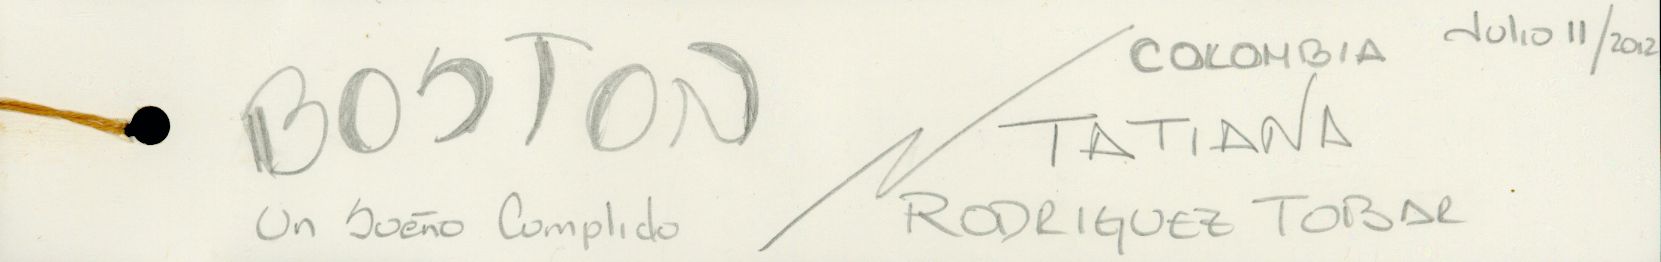 BOSTON
Un Sueño Cumplido
COLOMBIA
Julio 11/2012
TATIANA
RODRIGUEZ TOBAR